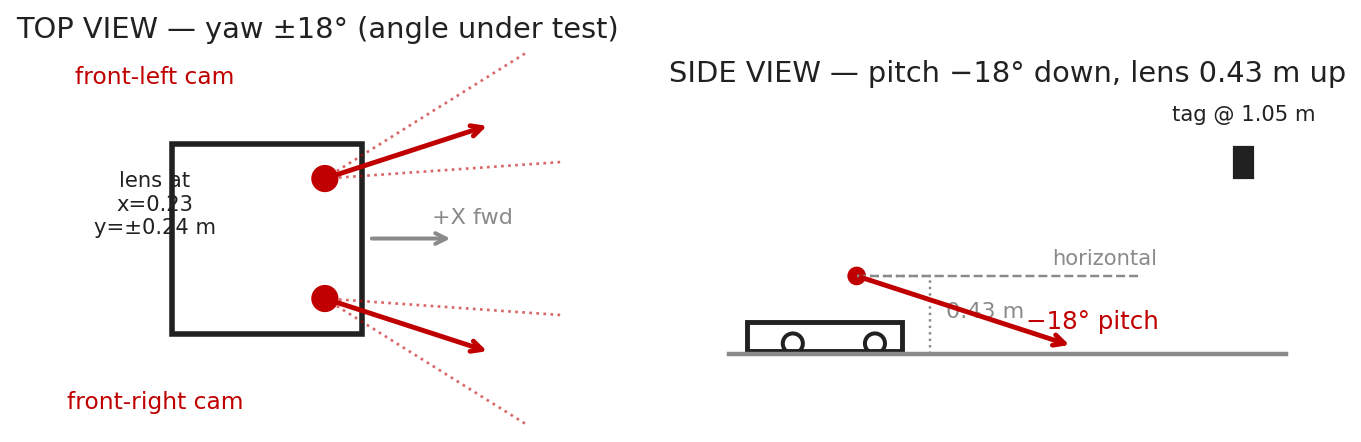 TOP VIEW — yaw ±18° (angle under test)
front-left cam
lens at
x=0.23
y=±0.24 m
+X fwd
front-right cam
SIDE VIEW — pitch −18° down, lens 0.43 m up
tag @ 1.05 m
horizontal
0.43 m
−18° pitch